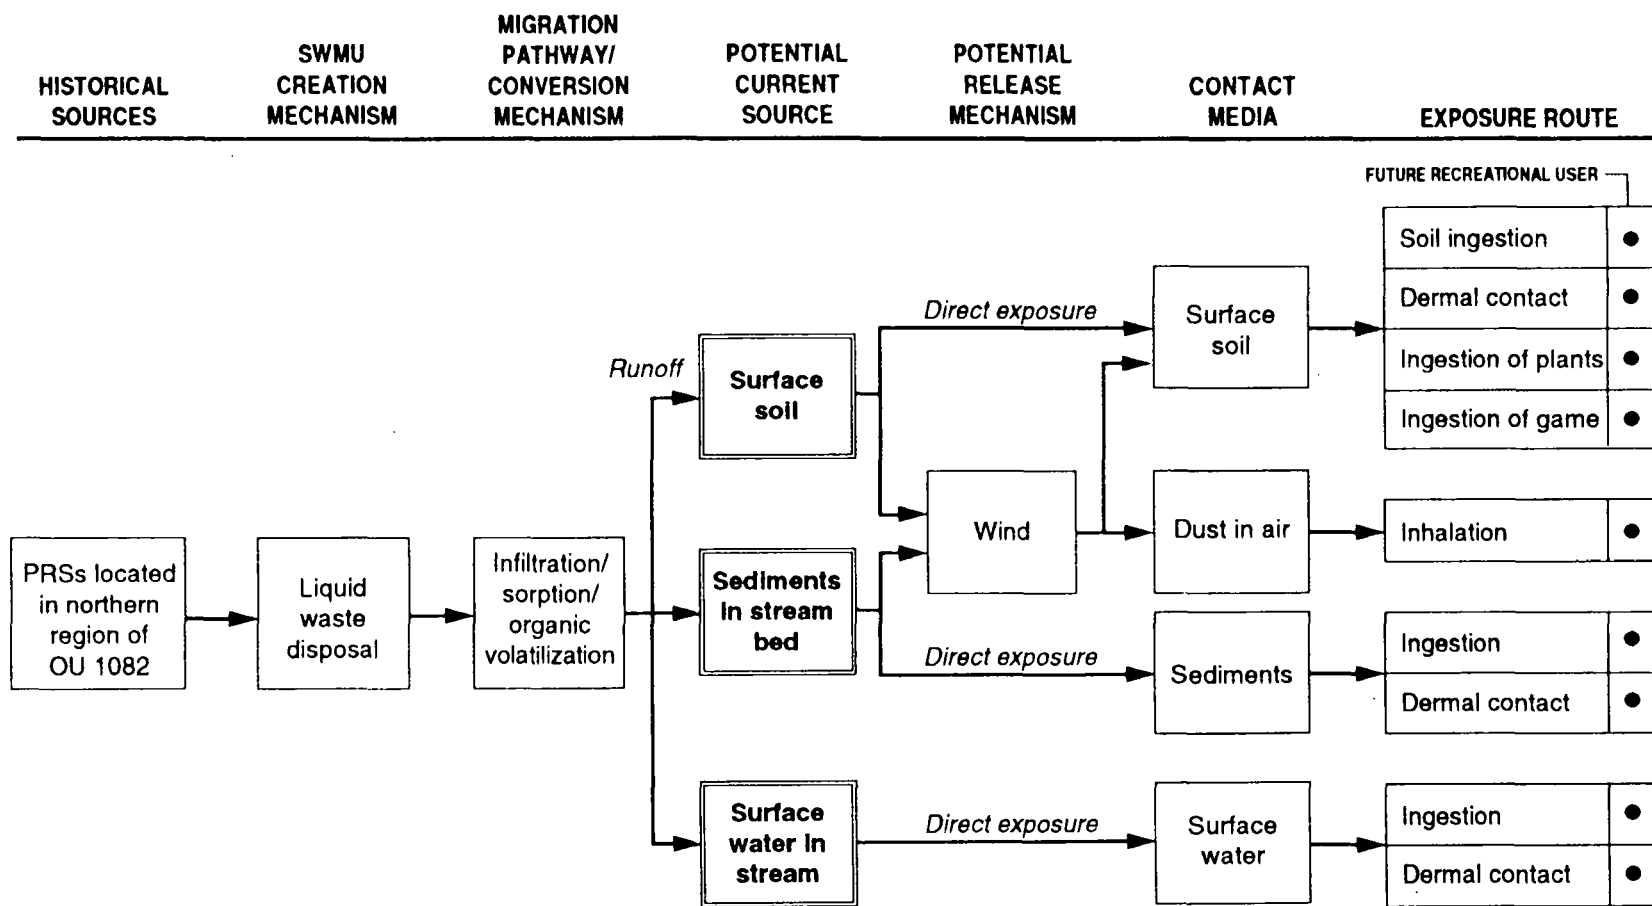 HISTORICAL
SOURCES
SWMU
CREATION
MECHANISM
MIGRATION
PATHWAY/
CONVERSION
MECHANISM
POTENTIAL
CURRENT
SOURCE
POTENTIAL
RELEASE
MECHANISM
CONTACT
MEDIA
EXPOSURE ROUTE
FUTURE RECREATIONAL USER
PRSs located
in northern
region of
OU 1082
Liquid
waste
disposal
Infiltration/
sorption/
organic
volatilization
Runoff
Surface
soil
Sediments
in stream
bed
Surface
water in
stream
Direct exposure
Wind
Direct exposure
Direct exposure
Surface
soil
Dust in air
Sediments
Surface
water
Soil ingestion
Dermal contact
Ingestion of plants
Ingestion of game
Inhalation
Ingestion
Dermal contact
Ingestion
Dermal contact